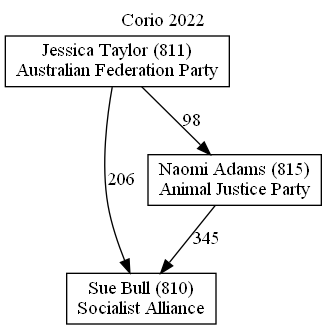 Corio 2022
Jessica Taylor (811)
Australian Federation Party
98
Naomi Adams (815)
Animal Justice Party
206
345
Sue Bull (810)
Socialist Alliance